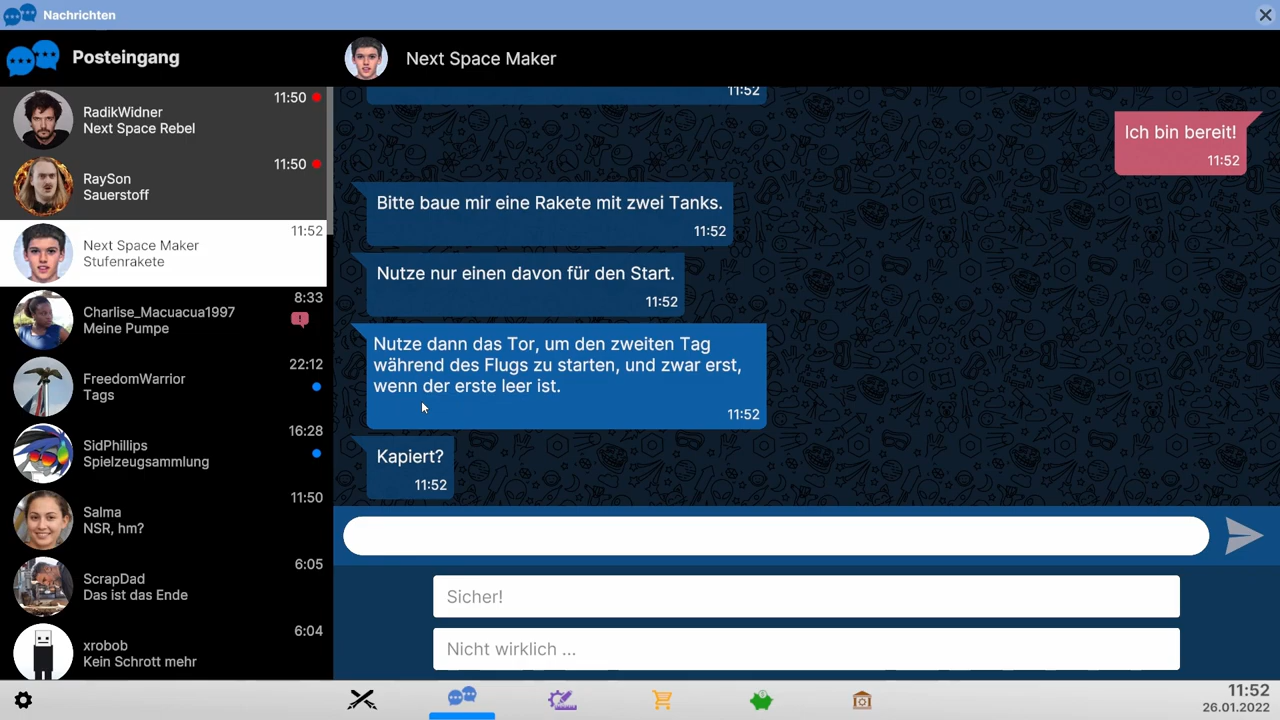 Nachrichten
Posteingang
RadikWidner
Next Space Rebel
11:50
RaySon
Sauerstoff
11:50
Next Space Maker
Stufenrakete
11:52
Charlise_Macuacua1997
Meine Pumpe
8:33
FreedomWarrior
Tags
22:12
SidPhillips
Spielzeugsammlung
16:28
Salma
NSR, hm?
11:50
ScrapDad
Das ist das Ende
6:05
xrobob
Kein Schrott mehr
6:04
Next Space Maker
11:52
Ich bin bereit!
11:52
Bitte baue mir eine Rakete mit zwei Tanks.
11:52
Nutze nur einen davon für den Start.
11:52
Nutze dann das Tor, um den zweiten Tag
während des Flugs zu starten, und zwar erst,
wenn der erste leer ist.
11:52
Kapiert?
11:52
Sicher!
Nicht wirklich ...
11:52
26.01.2022